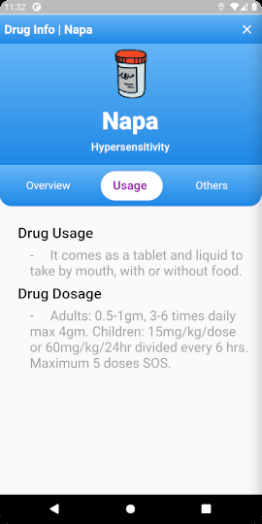 11:32
Drug Info | Napa
Napa
Hypersensitivity
Overview
Usage
Others
Drug Usage
- It comes as a tablet and liquid to
take by mouth, with or without food.
Drug Dosage
- Adults: 0.5-1gm, 3-6 times daily
max 4gm. Children: 15mg/kg/dose
or 60mg/kg/24hr divided every 6 hrs.
Maximum 5 doses SOS.